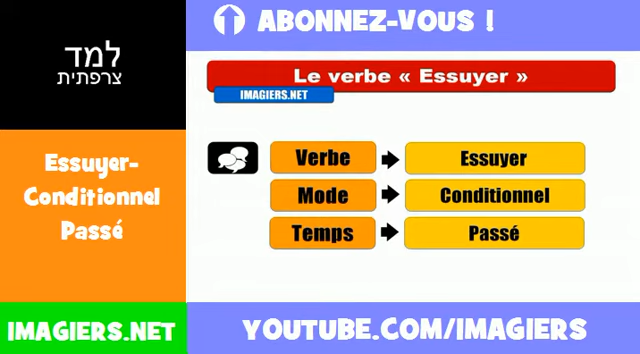 למד
צרפתית
Essuyer-
Conditionnel
Passé
IMAGIERS.NET
ABONNEZ-VOUS !
Le verbe « Essuyer »
IMAGIERS.NET
Verbe Essuyer
Mode Conditionnel
Temps Passé
YOUTUBE.COM/IMAGIERS